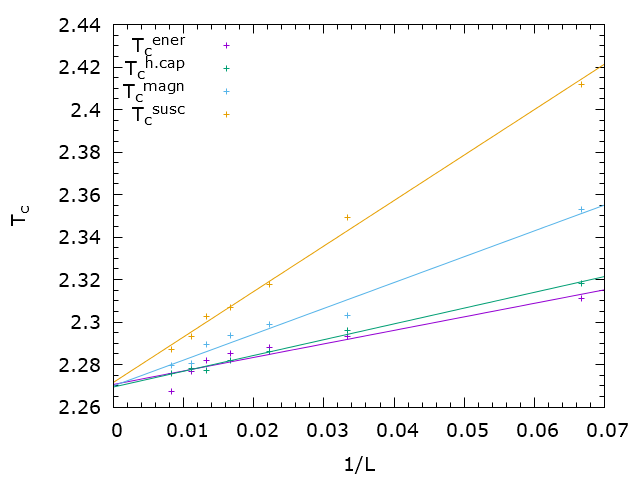 2.44
2.42
2.4
2.38
2.36
2.34
2.32
2.3
2.28
2.26
T_c
T_c^ener
T_c^h.cap
T_c^magn
T_c^susc
0 0.01 0.02 0.03 0.04 0.05 0.06 0.07
1/L